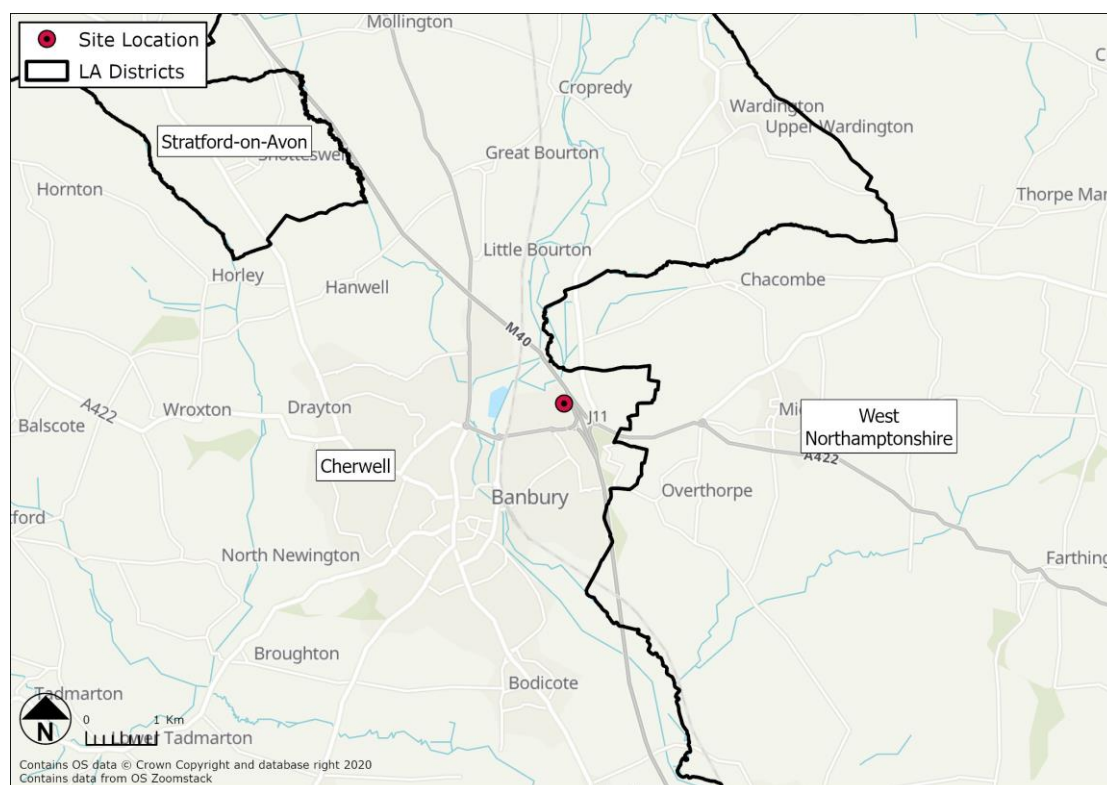 Site Location
LA Districts
Mollington
Cropredy
Wardington
Upper Wardington
Stratford-on-Avon
Great Bourton
Hornton
Thorpe Mar
Little Bourton
Horley
Hanwell
Chacombe
M40
A422
Wroxton
Drayton
J11
Balscote
Cherwell
West
Northamptonshire
A422
Banbury
Overthorpe
North Newington
Farthing
Broughton
Bodicote
Tadmarton
N
0 1 Km
Lower Tadmarton
Contains OS data © Crown Copyright and database right 2020
Contains data from OS Zoomstack